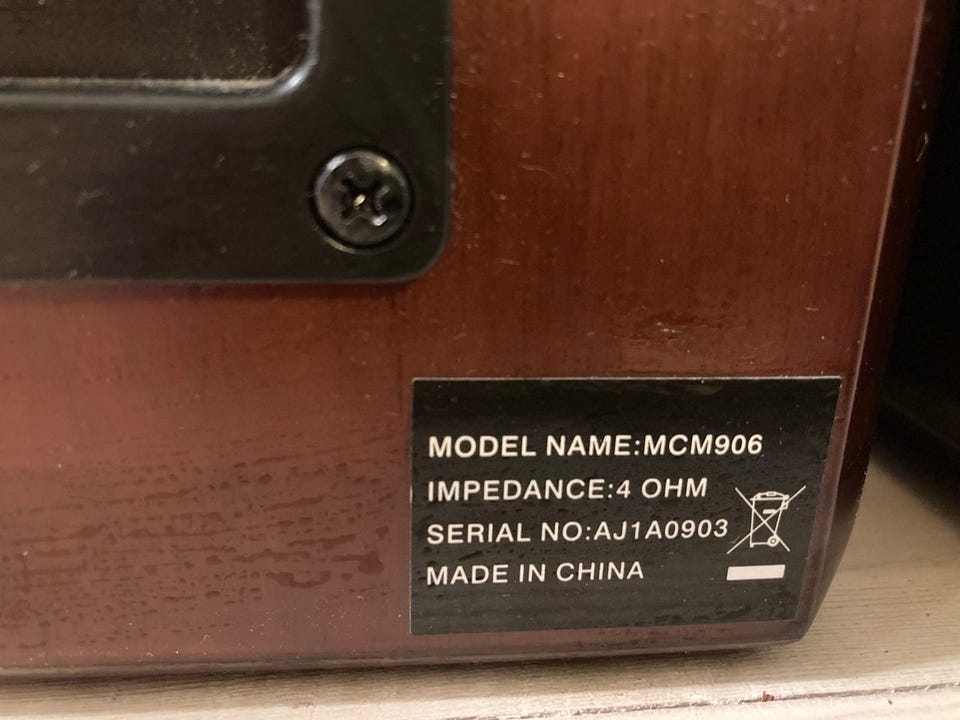 MODEL NAME:MCM906
IMPEDANCE:4 OHM
SERIAL NO:AJ1A0903
MADE IN CHINA